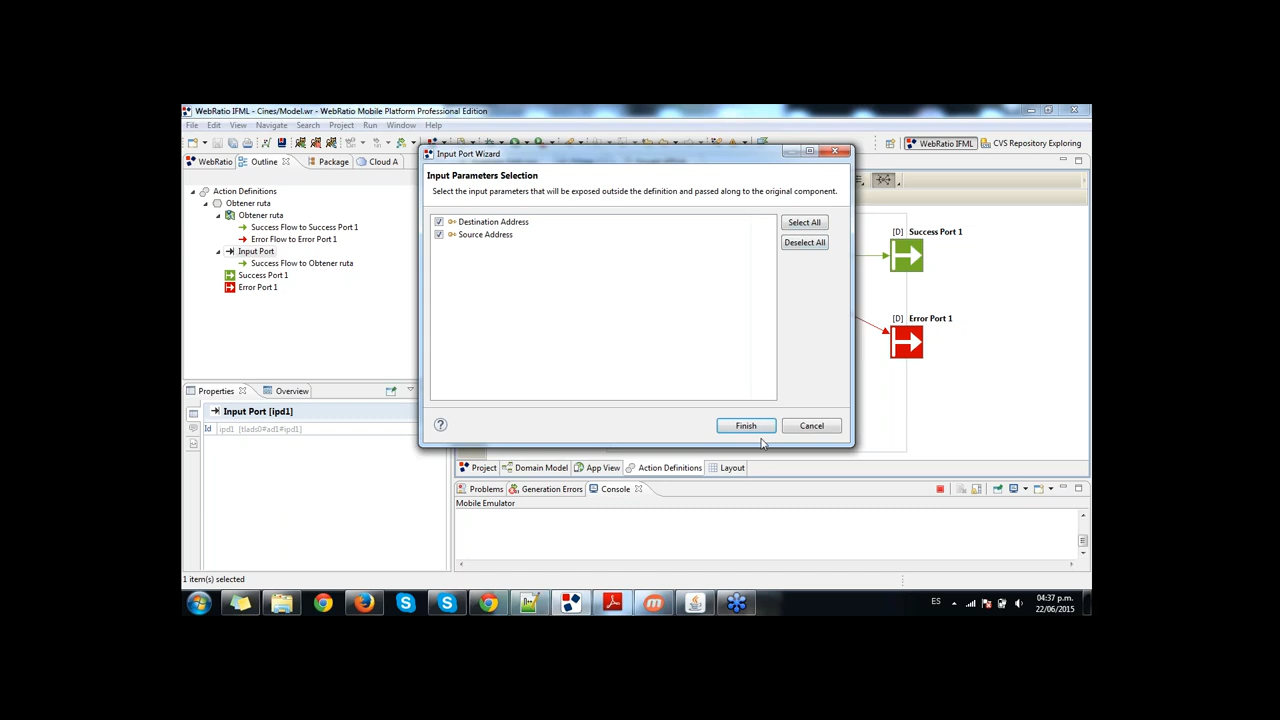 WebRatio IFML - Cines/Model.wr - WebRatio Mobile Platform Professional Edition
File Edit View Navigate Search Project Run Window Help
WebRatio IFML CVS Repository Exploring
WebRatio Outline Package Cloud A
Action Definitions
Obtener ruta
Obtener ruta
Success Flow to Success Port 1
Error Flow to Error Port 1
Input Port
Success Flow to Obtener ruta
Success Port 1
Error Port 1
Input Port Wizard
Input Parameters Selection
Select the input parameters that will be exposed outside the definition and passed along to the original component.
Destination Address
Source Address
Select All
Deselect All
Finish Cancel
[D] Success Port 1
[D] Error Port 1
Properties Overview
Input Port [ipd1]
Id ipd1 [tlads0#ad1#ipd1]
Project Domain Model App View Action Definitions Layout
Problems Generation Errors Console
Mobile Emulator
1 item(s) selected
ES
04:37 p.m.
22/06/2015